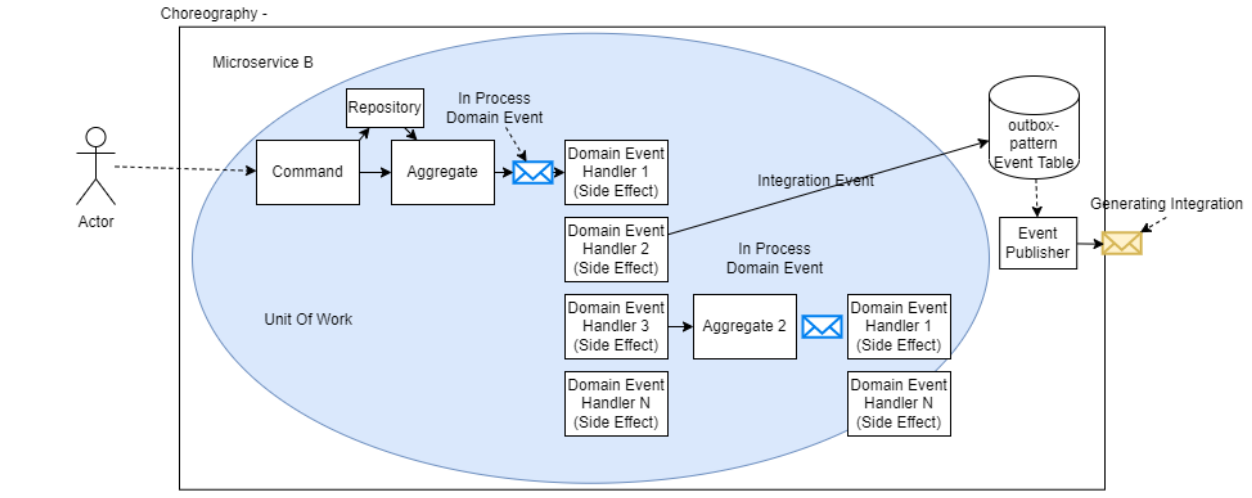 Choreography -
Microservice B
Repository
In Process
Domain Event
Command
Aggregate
Domain Event
Handler 1
(Side Effect)
outbox-
pattern
Event Table
Integration Event
Actor
Generating Integration
Domain Event
Handler 2
(Side Effect)
In Process
Domain Event
Event
Publisher
Unit Of Work
Domain Event
Handler 3
(Side Effect)
Aggregate 2
Domain Event
Handler 1
(Side Effect)
Domain Event
Handler N
(Side Effect)
Domain Event
Handler N
(Side Effect)